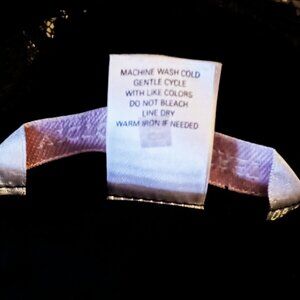 MACHINE WASH COLD
GENTLE CYCLE
WITH LIKE COLORS
DO NOT BLEACH
LINE DRY
WARM IRON IF NEEDED